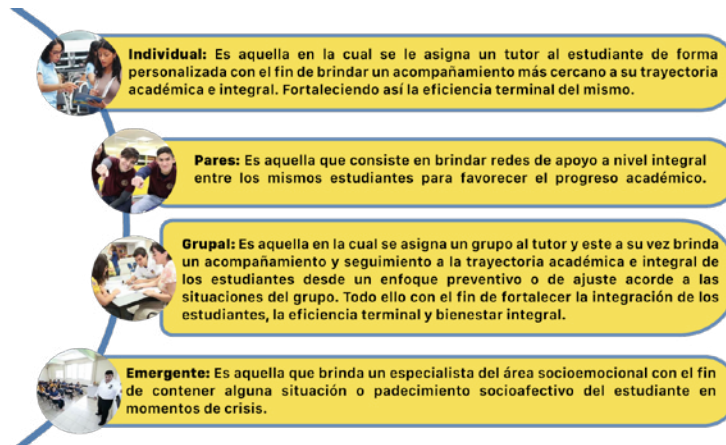 Individual: Es aquella en la cual se le asigna un tutor al estudiante de forma
personalizada con el fin de brindar un acompañamiento más cercano a su trayectoria
académica e integral. Fortaleciendo así la eficiencia terminal del mismo.
Pares: Es aquella que consiste en brindar redes de apoyo a nivel integral
entre los mismos estudiantes para favorecer el progreso académico.
Grupal: Es aquella en la cual se asigna un grupo al tutor y este a su vez brinda
un acompañamiento y seguimiento a la trayectoria académica e integral de
los estudiantes desde un enfoque preventivo o de ajuste acorde a las
situaciones del grupo. Todo ello con el fin de fortalecer la integración de los
estudiantes, la eficiencia terminal y bienestar integral.
Emergente: Es aquella que brinda un especialista del área socioemocional con el fin
de contener alguna situación o padecimiento socioafectivo del estudiante en
momentos de crisis.